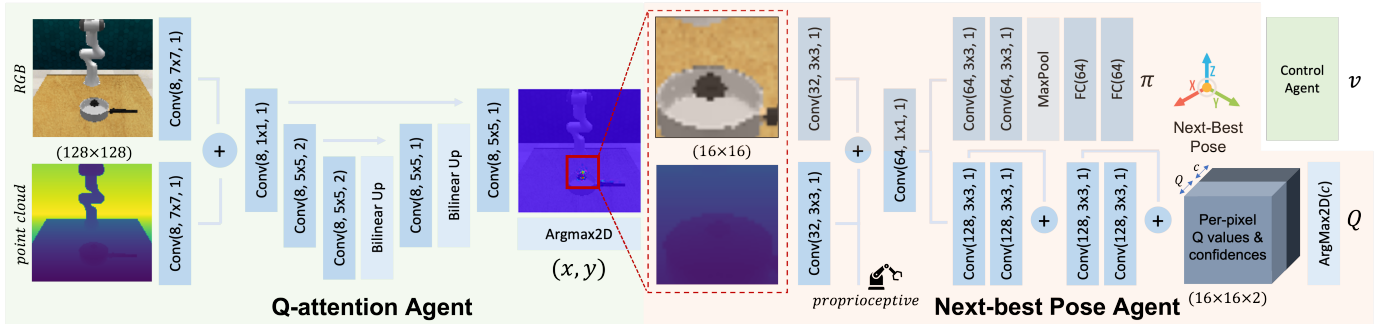 RGB
(128×128)
point cloud
Conv(8, 7x7, 1)
Conv(8, 7x7, 1)
+
Conv(8, 1x1, 1)
Conv(8, 5x5, 2)
Conv(8, 5x5, 2)
Bilinear Up
Conv(8, 5x5, 1)
Bilinear Up
Conv(8, 5x5, 1)
Argmax2D
(x, y)
Q-attention Agent
(16×16)
Conv(32, 3x3, 1)
Conv(32, 3x3, 1)
+
proprioceptive
Conv(64, 1x1, 1)
Conv(64, 3x3, 1)
Conv(64, 3x3, 1)
MaxPool
FC(64)
FC(64)
π
Conv(128, 3x3, 1)
Conv(128, 3x3, 1)
+
Conv(128, 3x3, 1)
Conv(128, 3x3, 1)
+
Z
X
Y
Next-Best
Pose
Q
c
Per-pixel
Q values &
confidences
(16×16×2)
Control
Agent
v
ArgMax2D(c)
Q
Next-best Pose Agent